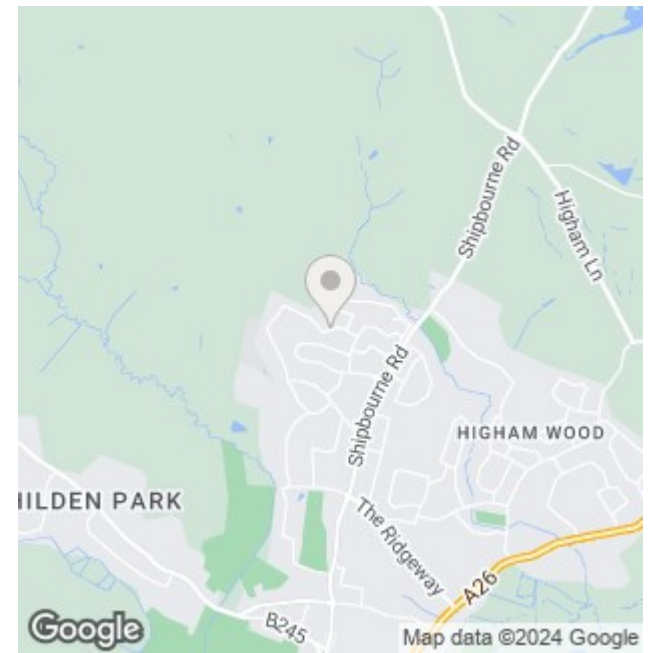 Shipbourne Rd
Higham Ln
Shipbourne Rd
HIGHAM WOOD
HILDEN PARK
The Ridgeway
A26
B245
Google
Map data ©2024 Google